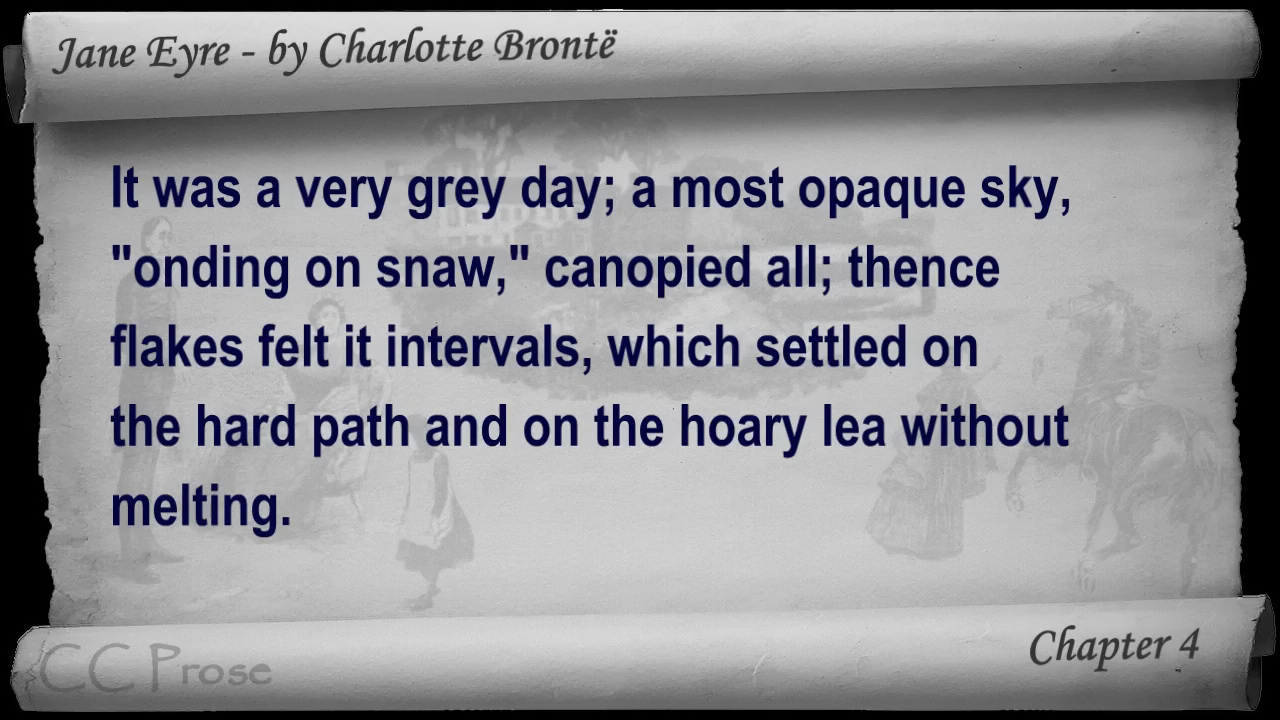 Jane Eyre - by Charlotte Brontë
It was a very grey day; a most opaque sky,
"onding on snaw," canopied all; thence
flakes felt it intervals, which settled on
the hard path and on the hoary lea without
melting.
CC Prose
Chapter 4